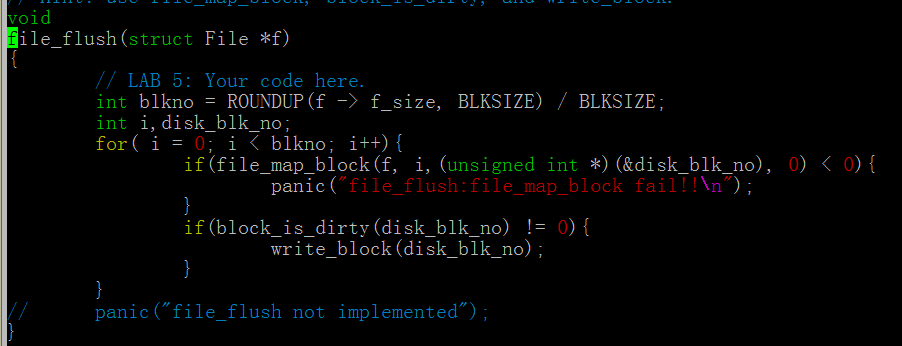 // Hint: use file_map_block, block_is_dirty, and write_block.
void
file_flush(struct File *f)
{
        // LAB 5: Your code here.
        int blkno = ROUNDUP(f -> f_size, BLKSIZE) / BLKSIZE;
        int i,disk_blk_no;
        for( i = 0; i < blkno; i++){
                if(file_map_block(f, i,(unsigned int *)(&disk_blk_no), 0) < 0){
                        panic("file_flush:file_map_block fail!!\n");
                }
                if(block_is_dirty(disk_blk_no) != 0){
                        write_block(disk_blk_no);
                }
        }
//      panic("file_flush not implemented");
}